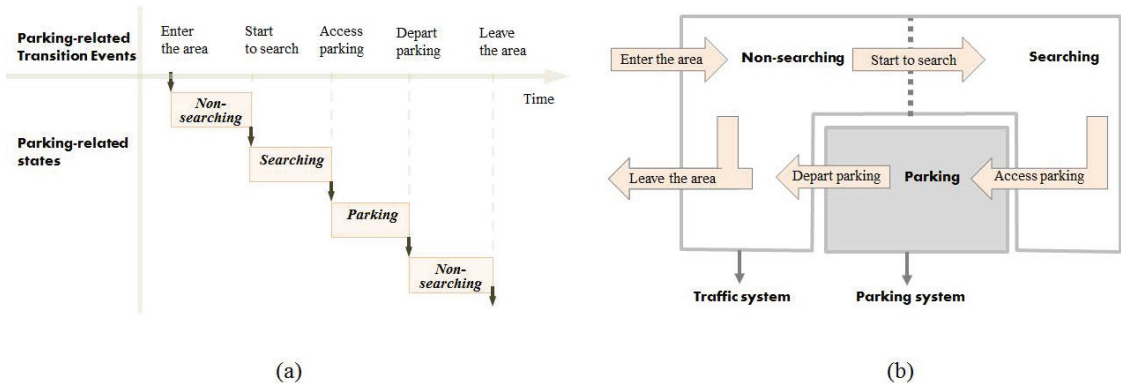 Parking-related
Transition Events
Enter
the area
Start
to search
Access
parking
Depart
parking
Leave
the area
Time
Parking-related
states
Non-
searching
Searching
Parking
Non-
searching
(a)
Enter the area
Non-searching
Start to search
Searching
Leave the area
Depart parking
Parking
Access parking
Traffic system
Parking system
(b)